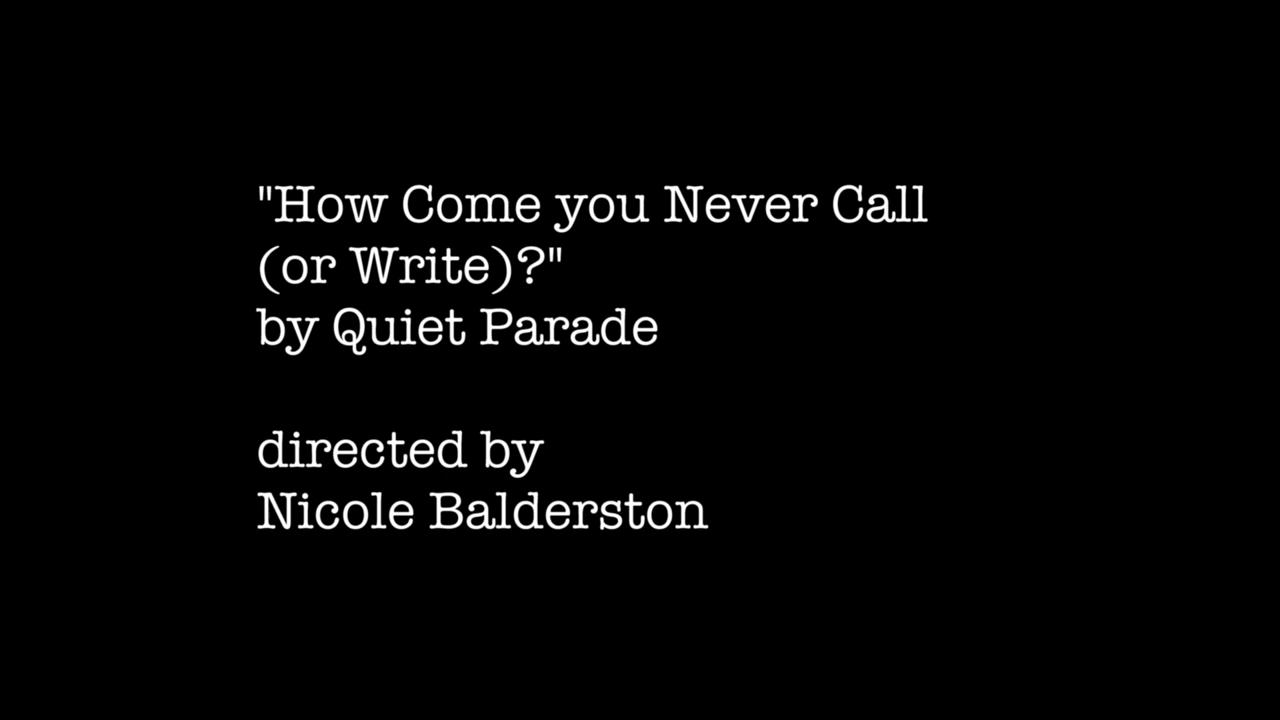 "How Come you Never Call
(or Write)?"
by Quiet Parade
directed by
Nicole Balderston